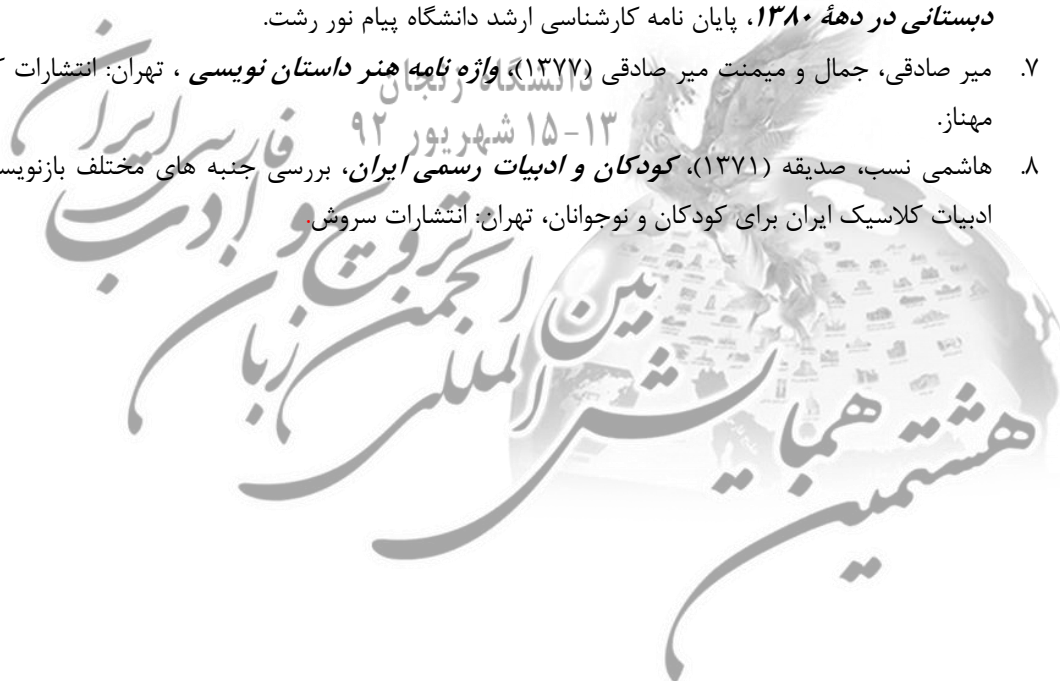 دبستانی در دههٔ ۱۳۸۰، پایان نامه کارشناسی ارشد دانشگاه پیام نور رشت.
۷. میر صادقی، جمال و میمنت میر صادقی (۱۳۷۷)، واژه نامه هنر داستان نویسی ، تهران: انتشارات
مهناز.
۸. هاشمی نسب، صدیقه (۱۳۷۱)، کودکان و ادبیات رسمی ایران، بررسی جنبه های مختلف بازنویس
ادبیات کلاسیک ایران برای کودکان و نوجوانان، تهران: انتشارات سروش.
دانشگاه زنجان
۱۳-۱۵ شهریور ۹۲
هشتمین همایش بین المللی انجمن ترویج زبان و ادب فارسی ایران